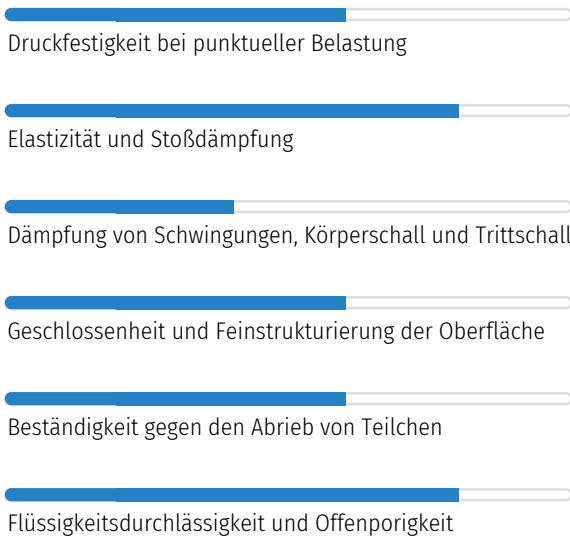 Druckfestigkeit bei punktueller Belastung
Elastizität und Stoßdämpfung
Dämpfung von Schwingungen, Körperschall und Trittschall
Geschlossenheit und Feinstrukturierung der Oberfläche
Beständigkeit gegen den Abrieb von Teilchen
Flüssigkeitsdurchlässigkeit und Offenporigkeit